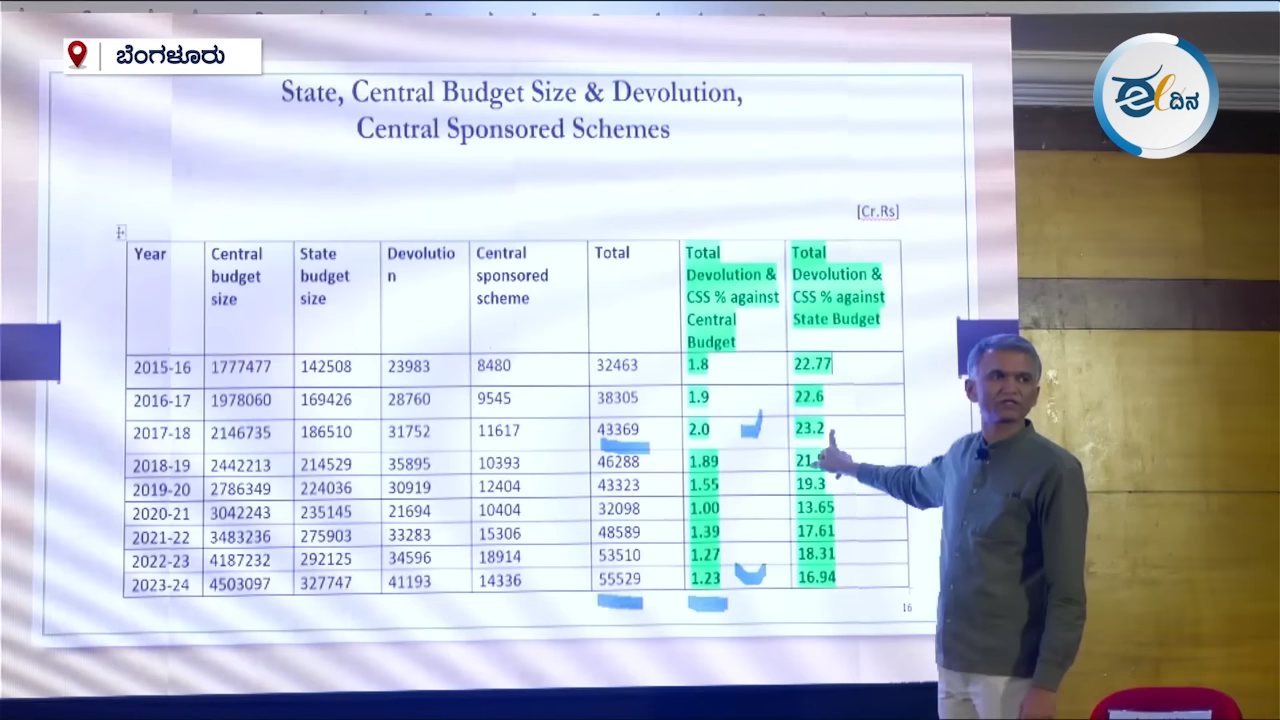 ಬೆಂಗಳೂರು
ಈ ದಿನ
State, Central Budget Size & Devolution,
Central Sponsored Schemes
[Cr.Rs]
Year Central budget size State budget size Devolutio n Central sponsored scheme Total Total Devolution & CSS % against Central Budget Total Devolution & CSS % against State Budget
2015-16 1777477 142508 23983 8480 32463 1.8 22.77
2016-17 1978060 169426 28760 9545 38305 1.9 22.6
2017-18 2146735 186510 31752 11617 43369 2.0 23.2
2018-19 2442213 214529 35895 10393 46288 1.89
2019-20 2786349 224036 30919 12404 43323 1.55 19.3
2020-21 3042243 235145 21694 10404 32098 1.00 13.65
2021-22 3483236 275903 33283 15306 48589 1.39 17.61
2022-23 4187232 292125 34596 18914 53510 1.27 18.31
2023-24 4503097 327747 41193 14336 55529 1.23 16.94
16